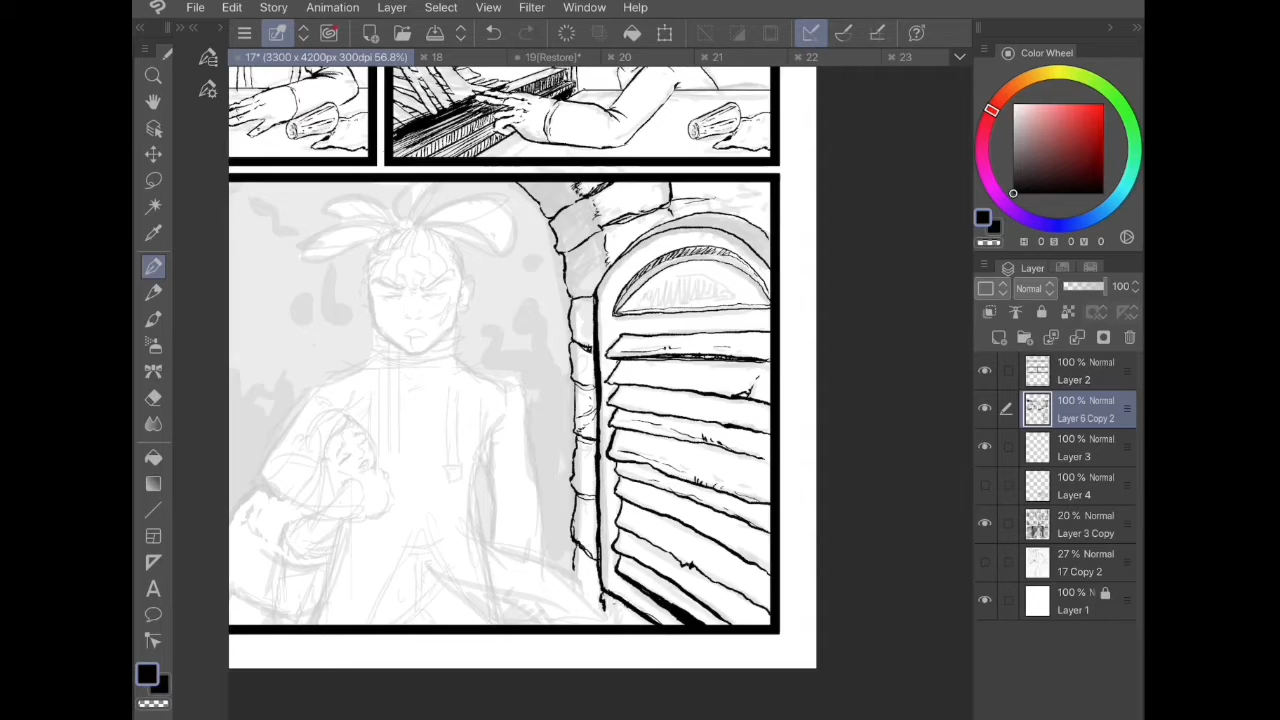 File Edit Story Animation Layer Select View Filter Window Help
17* (3300 x 4200px 300dpi 56.8%) 18 19[Restore]* 20 21 22 23
Color Wheel
H 0 S 0 V 0
Layer
Normal 100
100 % Normal
Layer 2
100 % Normal
Layer 6 Copy 2
100 % Normal
Layer 3
100 % Normal
Layer 4
20 % Normal
Layer 3 Copy
27 % Normal
17 Copy 2
100 % N
Layer 1